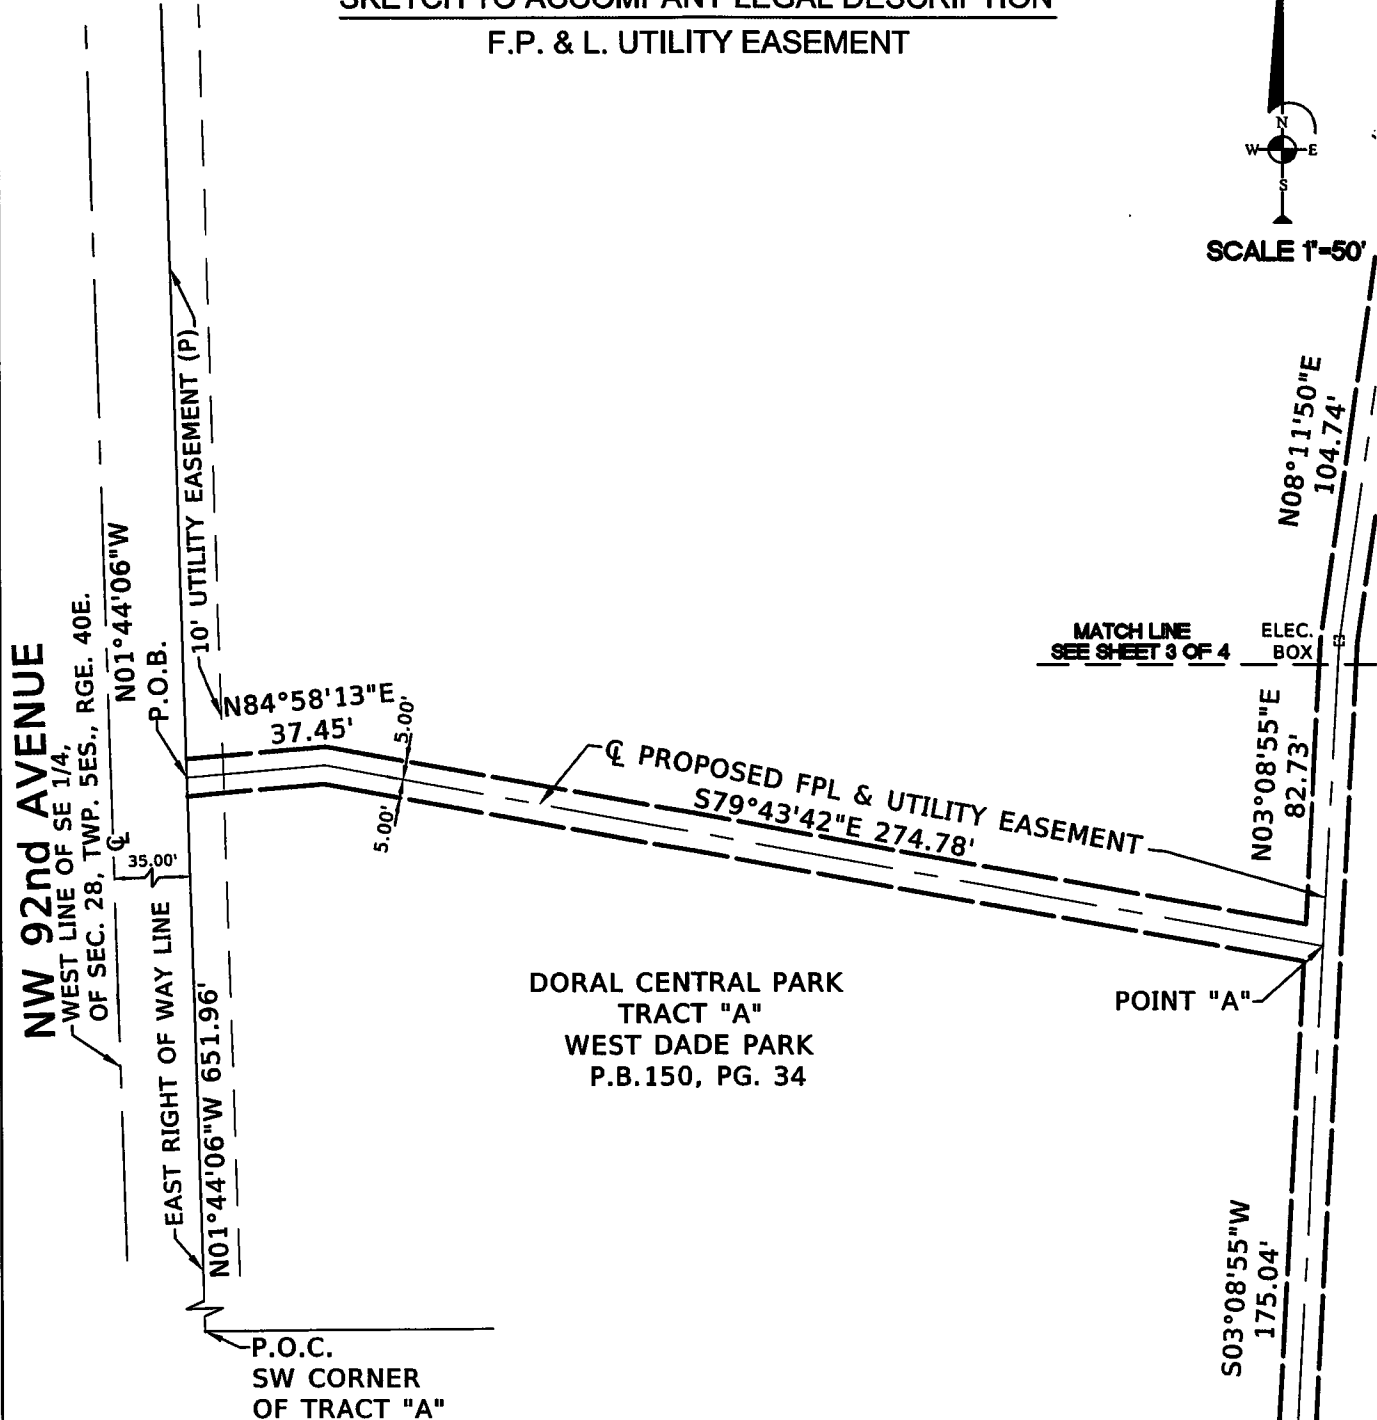 SKETCH TO ACCOMPANY LEGAL DESCRIPTION
F.P. & L. UTILITY EASEMENT
N
W
E
S
SCALE 1"=50'
10' UTILITY EASEMENT (P)
N08°11'50"E
104.74'
NW 92nd AVENUE
WEST LINE OF SE 1/4,
OF SEC. 28, TWP. 5ES., RGE. 40E.
N01°44'06"W
P.O.B.
MATCH LINE
SEE SHEET 3 OF 4
ELEC.
BOX
N84°58'13"E
37.45'
5.00'
5.00'
℄ PROPOSED FPL & UTILITY EASEMENT
S79°43'42"E 274.78'
N03°08'55"E
82.73'
℄
35.00'
EAST RIGHT OF WAY LINE
N01°44'06"W 651.96'
DORAL CENTRAL PARK
TRACT "A"
WEST DADE PARK
P.B.150, PG. 34
POINT "A"
S03°08'55"W
175.04'
P.O.C.
SW CORNER
OF TRACT "A"